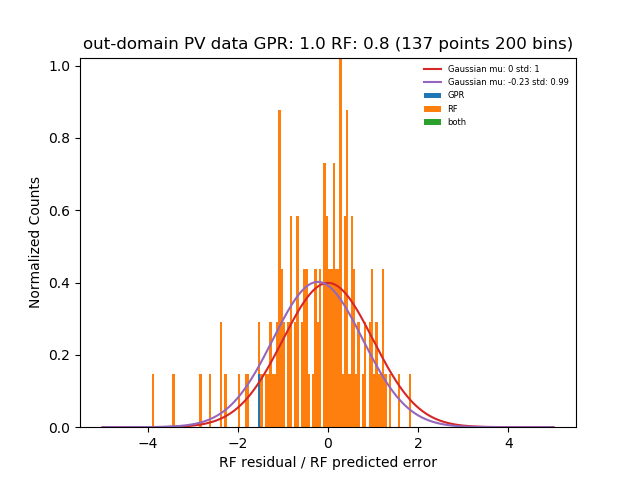 out-domain PV data GPR: 1.0 RF: 0.8 (137 points 200 bins)
Gaussian mu: 0 std: 1
Gaussian mu: -0.23 std: 0.99
GPR
RF
both
1.0
0.8
0.6
0.4
0.2
0.0
Normalized Counts
−4 −2 0 2 4
RF residual / RF predicted error